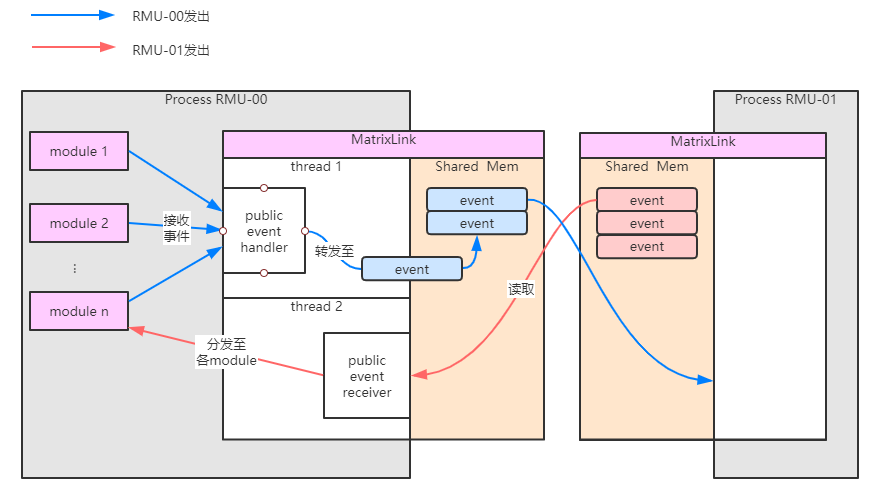 RMU-00发出
RMU-01发出
Process RMU-00
Process RMU-01
MatrixLink
MatrixLink
module 1
thread 1
Shared  Mem
Shared  Mem
module 2
接收
事件
public
event
handler
转发至
event
event
event
event
event
event
...
module n
thread 2
读取
分发至
各module
public
event
receiver